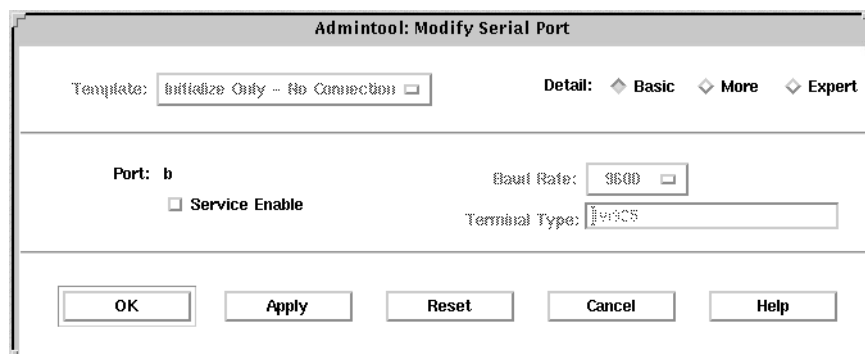 Admintool: Modify Serial Port
Template: Initialize Only – No Connection Detail: Basic More Expert
Port: b Baud Rate: 9600
Service Enable
Terminal Type: tvi925
OK Apply Reset Cancel Help